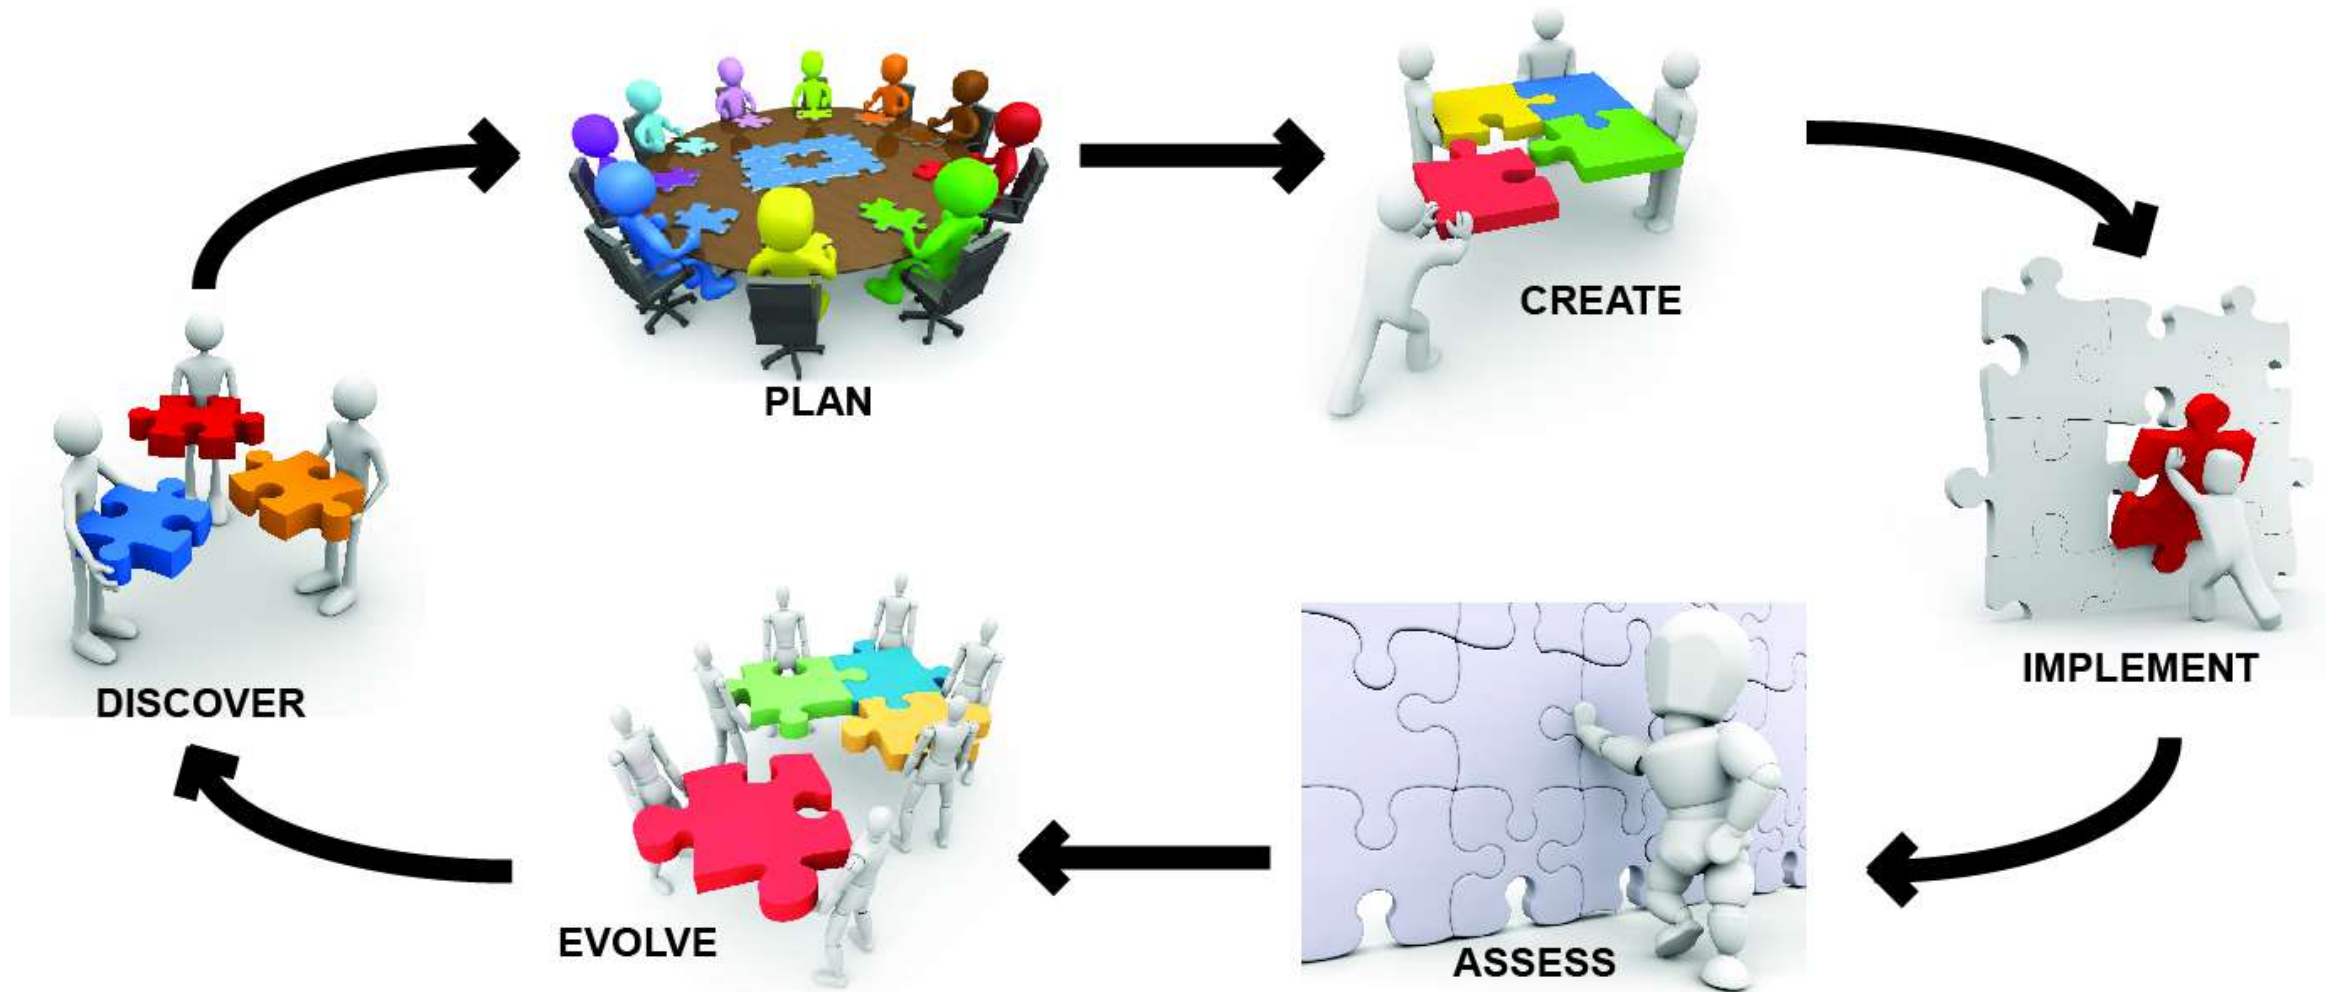 PLAN
CREATE
IMPLEMENT
DISCOVER
EVOLVE
ASSESS